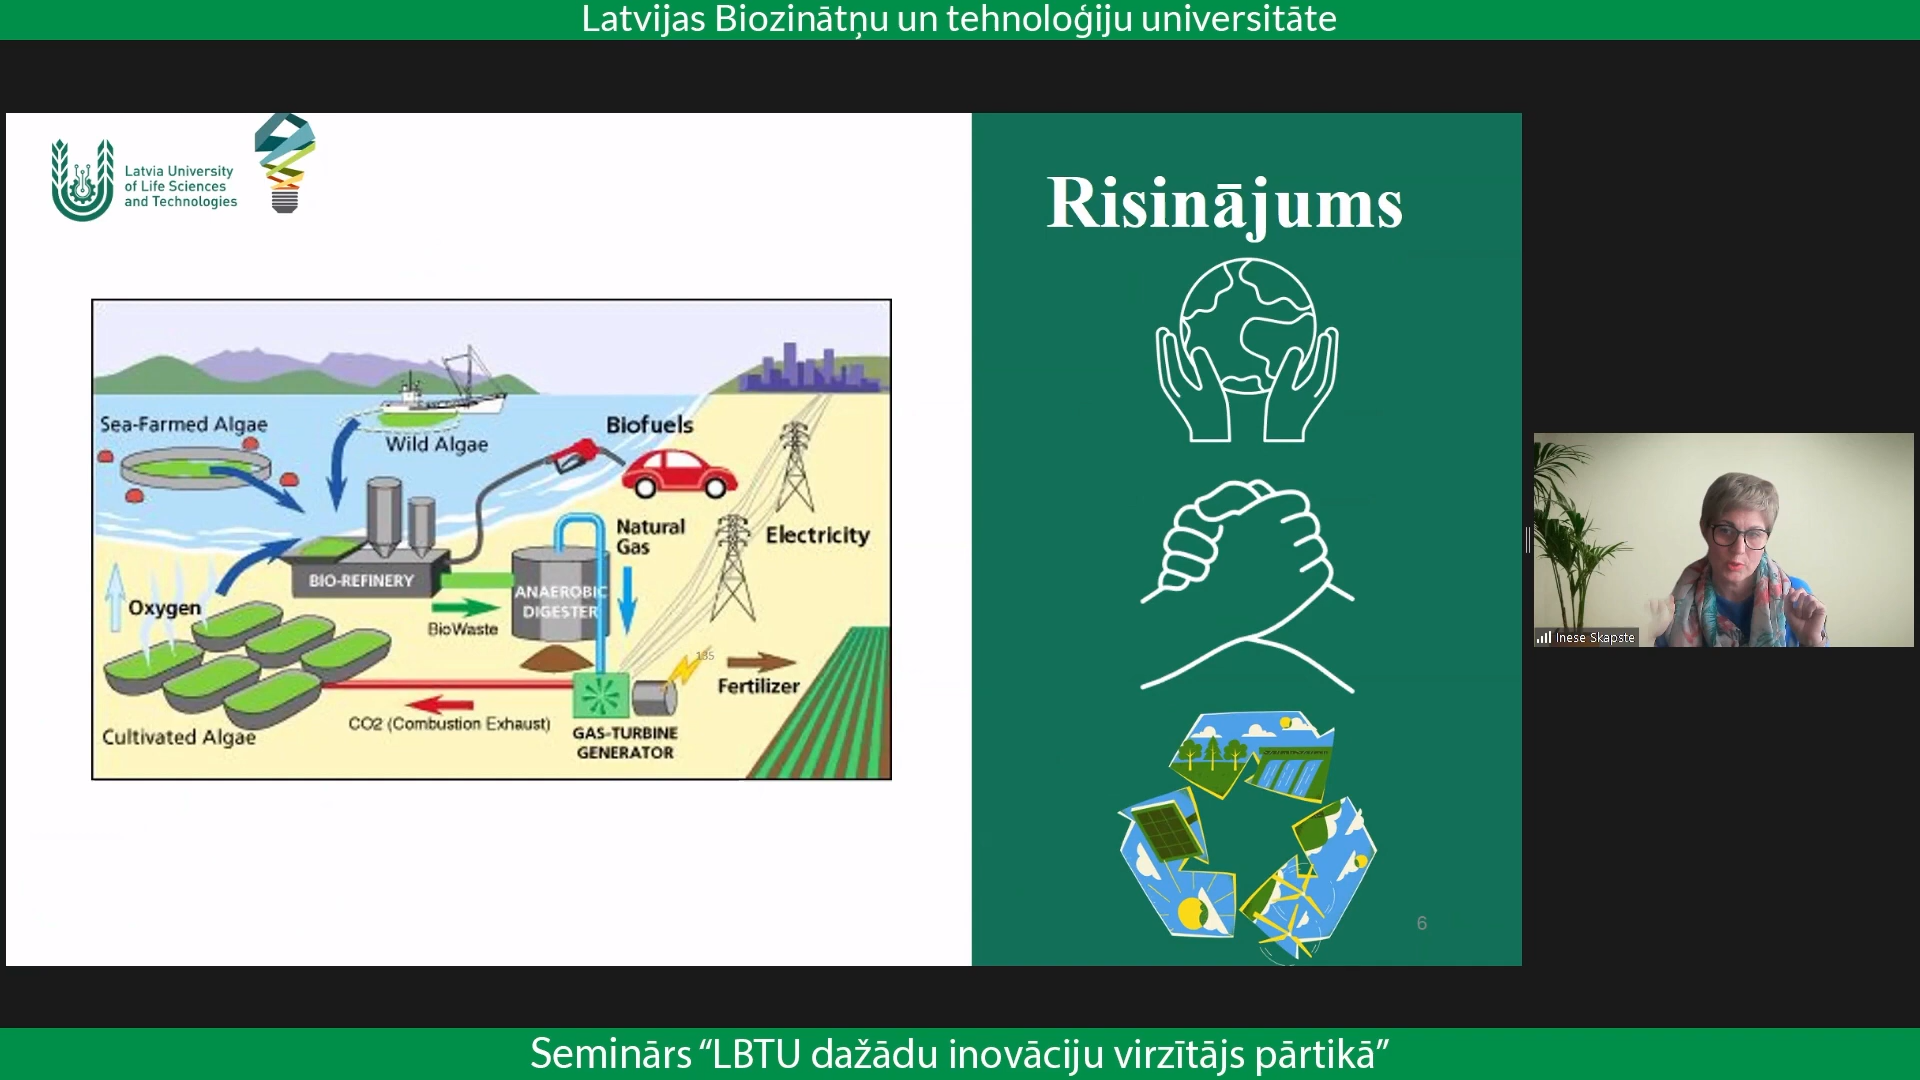 Latvijas Biozinātņu un tehnoloģiju universitāte
Latvia University
of Life Sciences
and Technologies
Risinājums
Sea-Farmed Algae
Wild Algae
Biofuels
Natural
Gas
Electricity
BIO-REFINERY
ANAEROBIC
DIGESTER
Oxygen
BioWaste
135
Fertilizer
CO2 (Combustion Exhaust)
Cultivated Algae
GAS-TURBINE
GENERATOR
6
Inese Skapste
Seminārs “LBTU dažādu inovāciju virzītājs pārtikā”